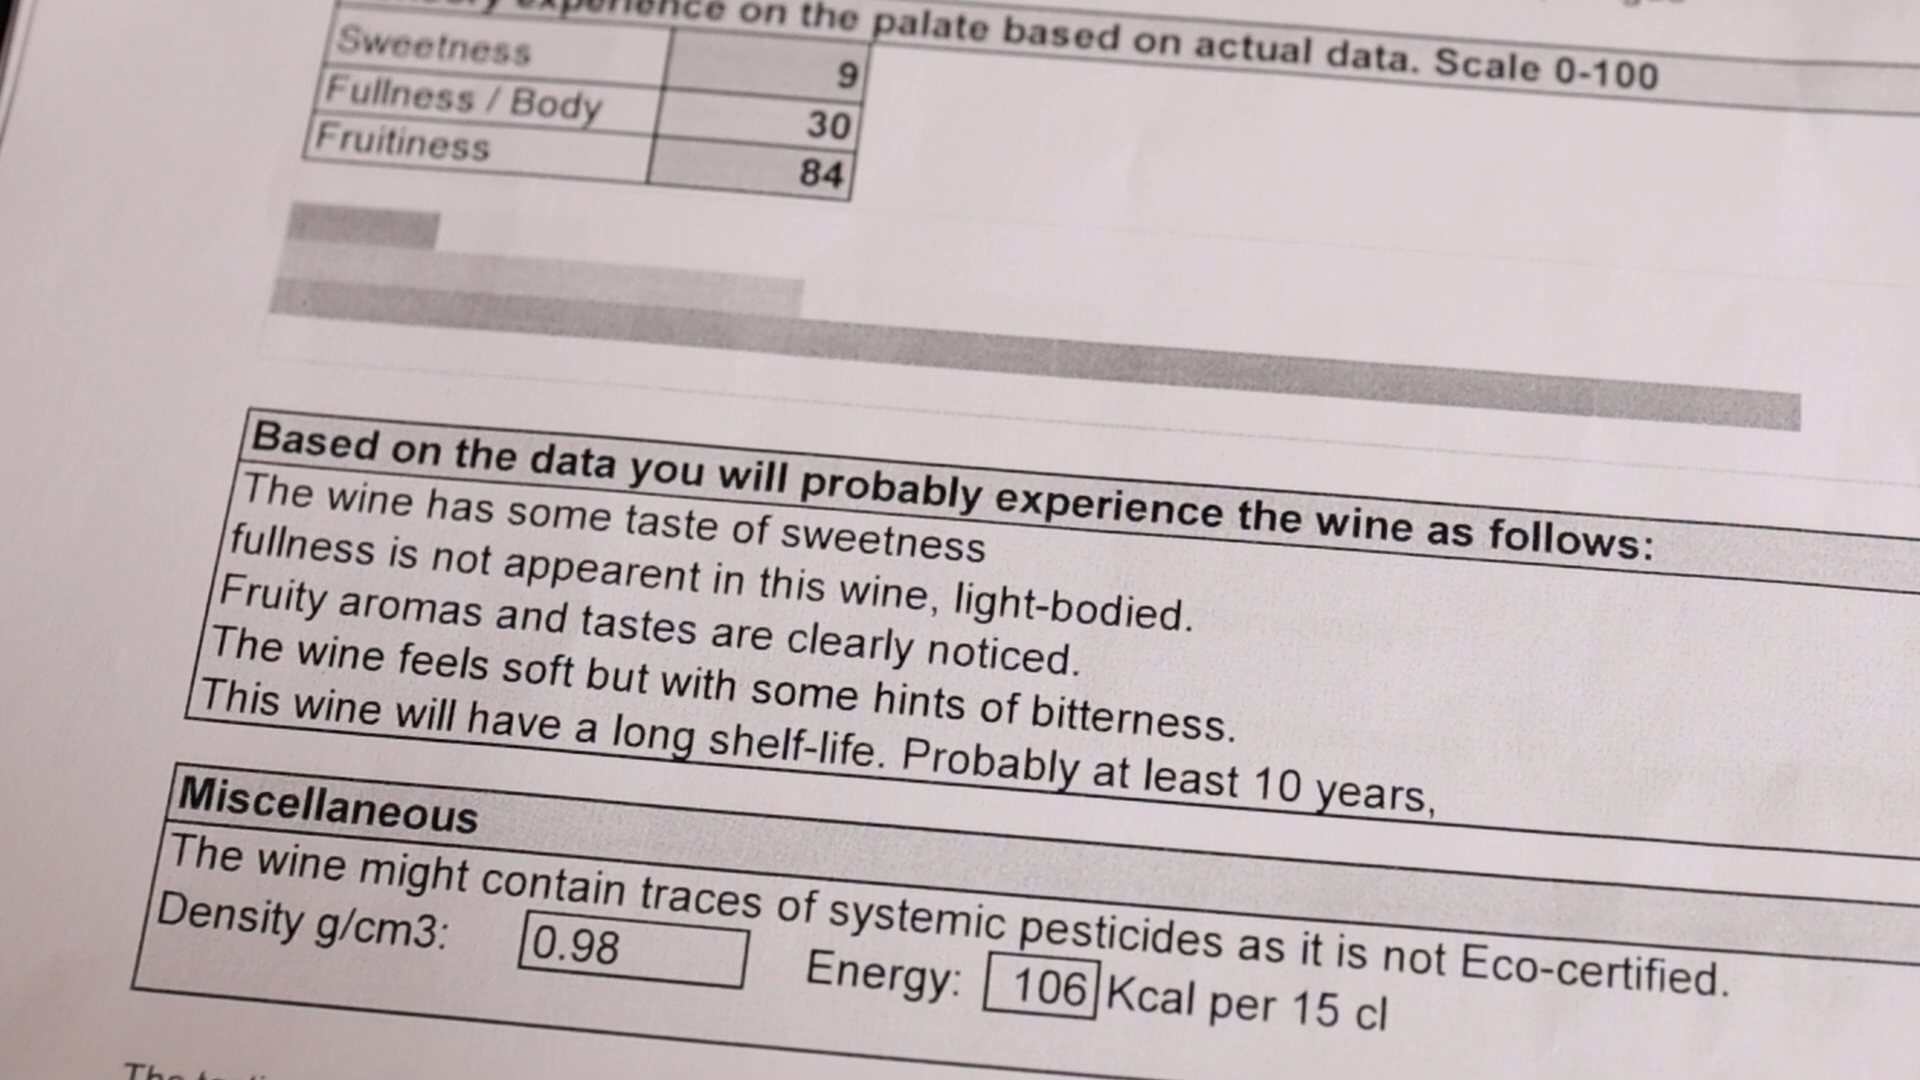 experience on the palate based on actual data. Scale 0-100
Sweetness 9
Fullness / Body 30
Fruitiness 84
Based on the data you will probably experience the wine as follows:
The wine has some taste of sweetness
fullness is not appearent in this wine, light-bodied.
Fruity aromas and tastes are clearly noticed.
The wine feels soft but with some hints of bitterness.
This wine will have a long shelf-life. Probably at least 10 years,
Miscellaneous
The wine might contain traces of systemic pesticides as it is not Eco-certified.
Density g/cm3: 0.98 Energy: 106 Kcal per 15 cl
The